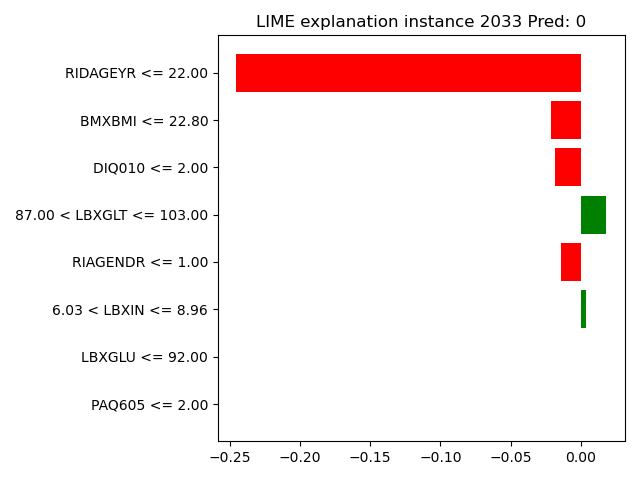 LIME explanation instance 2033 Pred: 0
RIDAGEYR <= 22.00
BMXBMI <= 22.80
DIQ010 <= 2.00
87.00 < LBXGLT <= 103.00
RIAGENDR <= 1.00
6.03 < LBXIN <= 8.96
LBXGLU <= 92.00
PAQ605 <= 2.00
−0.25 −0.20 −0.15 −0.10 −0.05 0.00